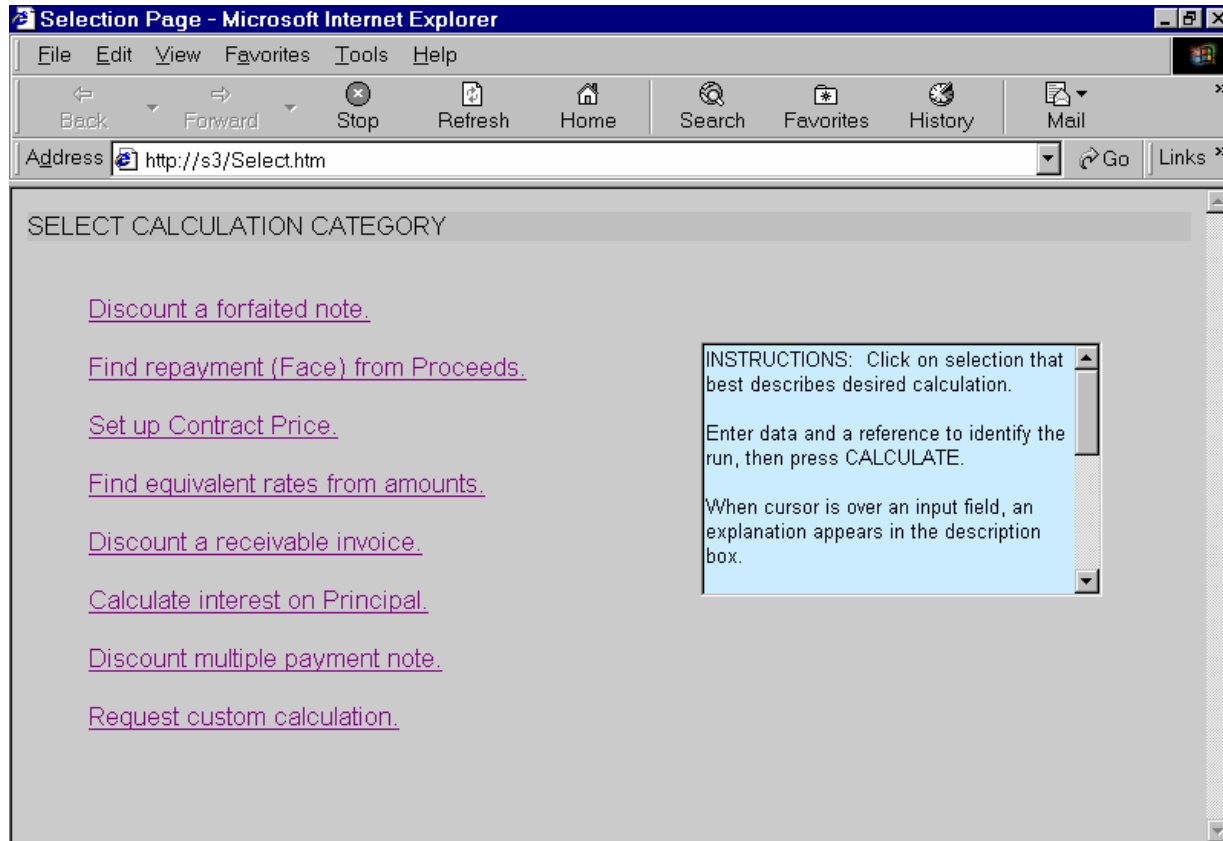 Selection Page - Microsoft Internet Explorer
File Edit View Favorites Tools Help
Back Forward Stop Refresh Home Search Favorites History Mail »
Address http://s3/Select.htm Go Links »
SELECT CALCULATION CATEGORY
Discount a forfaited note.
Find repayment (Face) from Proceeds.
Set up Contract Price.
Find equivalent rates from amounts.
Discount a receivable invoice.
Calculate interest on Principal.
Discount multiple payment note.
Request custom calculation.
INSTRUCTIONS: Click on selection that
best describes desired calculation.
Enter data and a reference to identify the
run, then press CALCULATE.
When cursor is over an input field, an
explanation appears in the description
box.